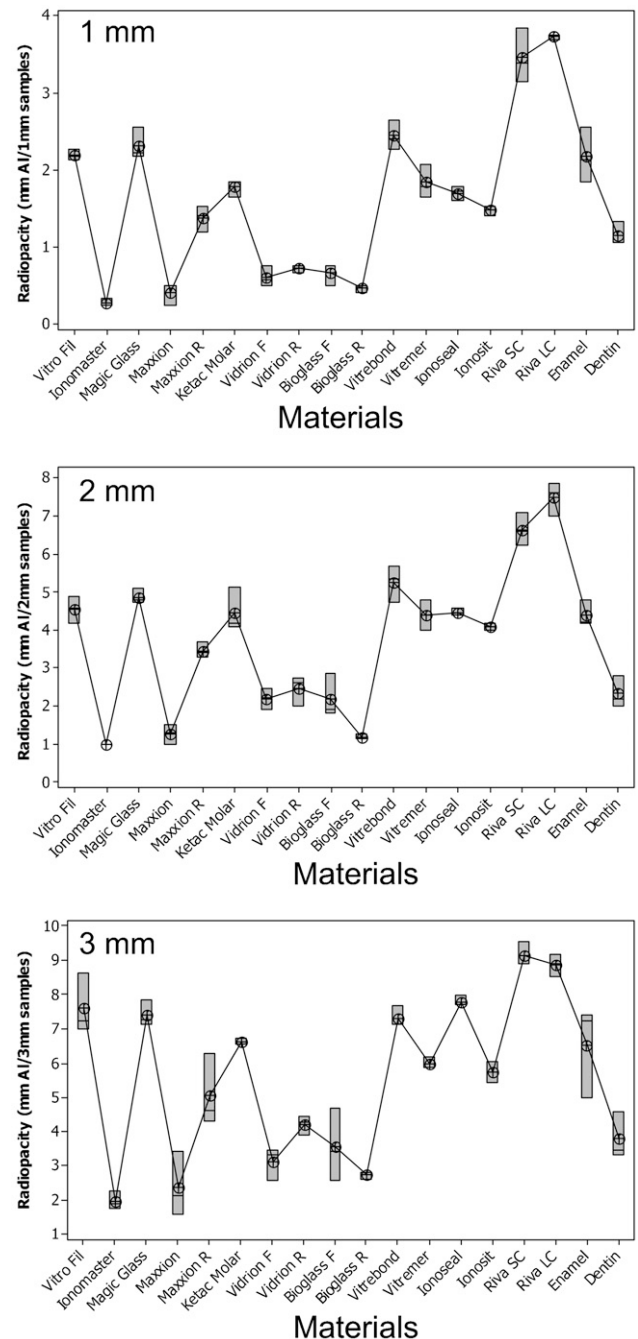 1 mm
Radiopacity (mm Al/1mm samples)
4
3
2
1
0
Vitro Fil
Ionomaster
Magic Glass
Maxxion
Maxxion R
Ketac Molar
Vidrion F
Vidrion R
Bioglass F
Bioglass R
Vitrebond
Vitremer
Ionoseal
Ionosit
Riva SC
Riva LC
Enamel
Dentin
Materials
2 mm
Radiopacity (mm Al/2mm samples)
8
7
6
5
4
3
2
1
0
Vitro Fil
Ionomaster
Magic Glass
Maxxion
Maxxion R
Ketac Molar
Vidrion F
Vidrion R
Bioglass F
Bioglass R
Vitrebond
Vitremer
Ionoseal
Ionosit
Riva SC
Riva LC
Enamel
Dentin
Materials
3 mm
Radiopacity (mm Al/3mm samples)
10
9
8
7
6
5
4
3
2
1
Vitro Fil
Ionomaster
Magic Glass
Maxxion
Maxxion R
Ketac Molar
Vidrion F
Vidrion R
Bioglass F
Bioglass R
Vitrebond
Vitremer
Ionoseal
Ionosit
Riva SC
Riva LC
Enamel
Dentin
Materials